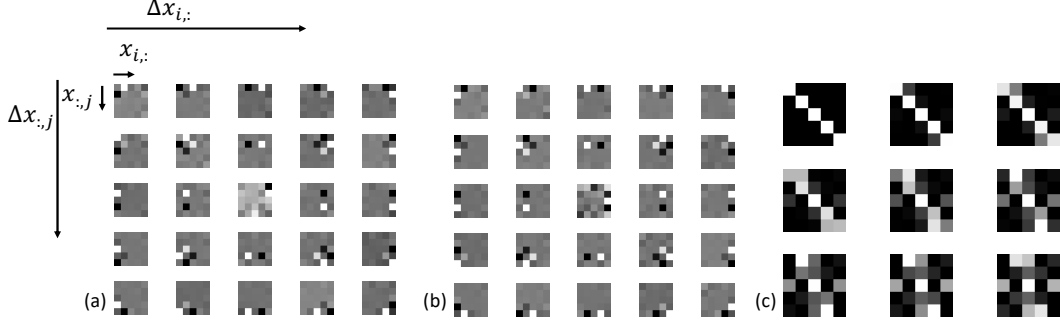 Δx_{i,:}
x_{i,:}
x_{:,j}
Δx_{:,j}
(a)
(b)
(c)